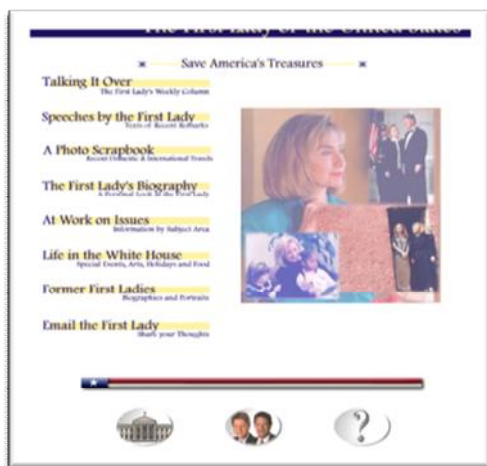 The First Lady of the United States
Save America's Treasures
Talking It Over
The First Lady's Weekly Column
Speeches by the First Lady
Texts of Recent Remarks
A Photo Scrapbook
Recent Domestic & International Travels
The First Lady's Biography
A Personal Look at the First Lady
At Work on Issues
Information by Subject Area
Life in the White House
Special Events, Arts, Holidays and Food
Former First Ladies
Biographies and Portraits
Email the First Lady
Share your Thoughts
?